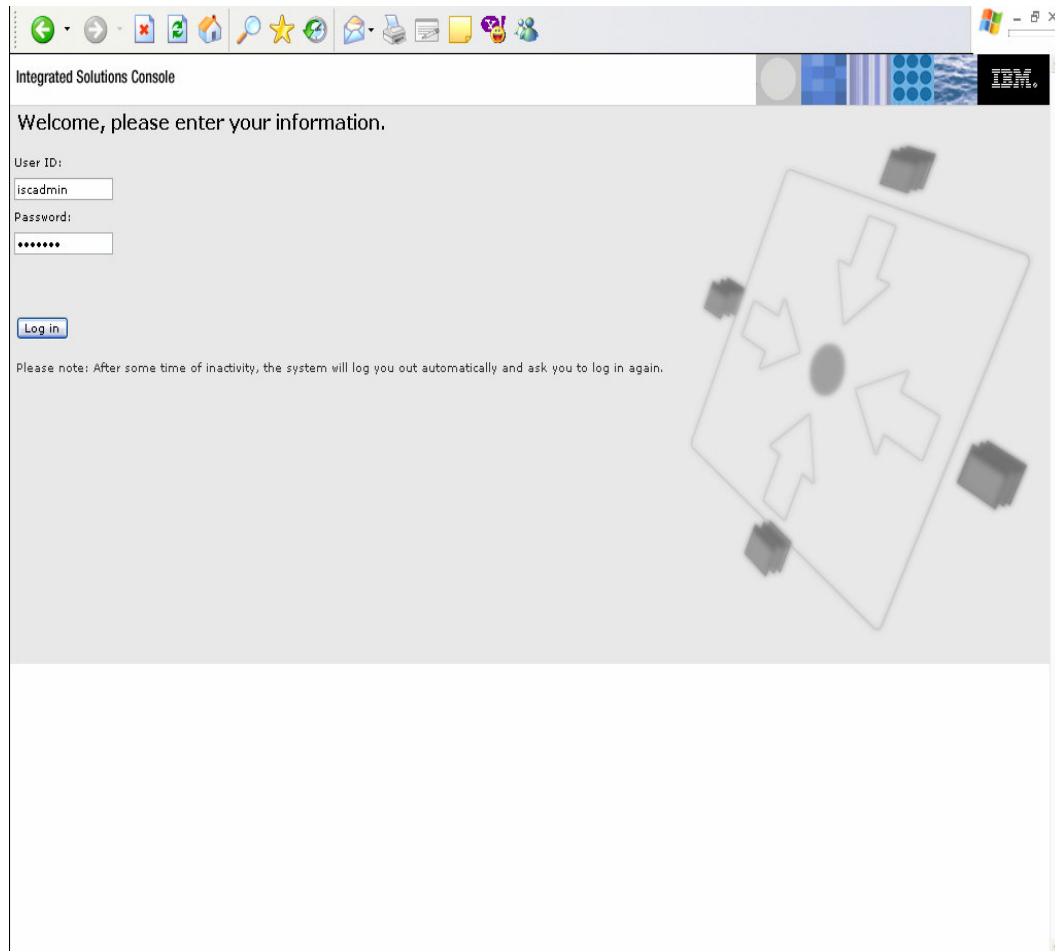 Integrated Solutions Console
IBM.
Welcome, please enter your information.
User ID:
iscadmin
Password:
•••••••
Log in
Please note: After some time of inactivity, the system will log you out automatically and ask you to log in again.